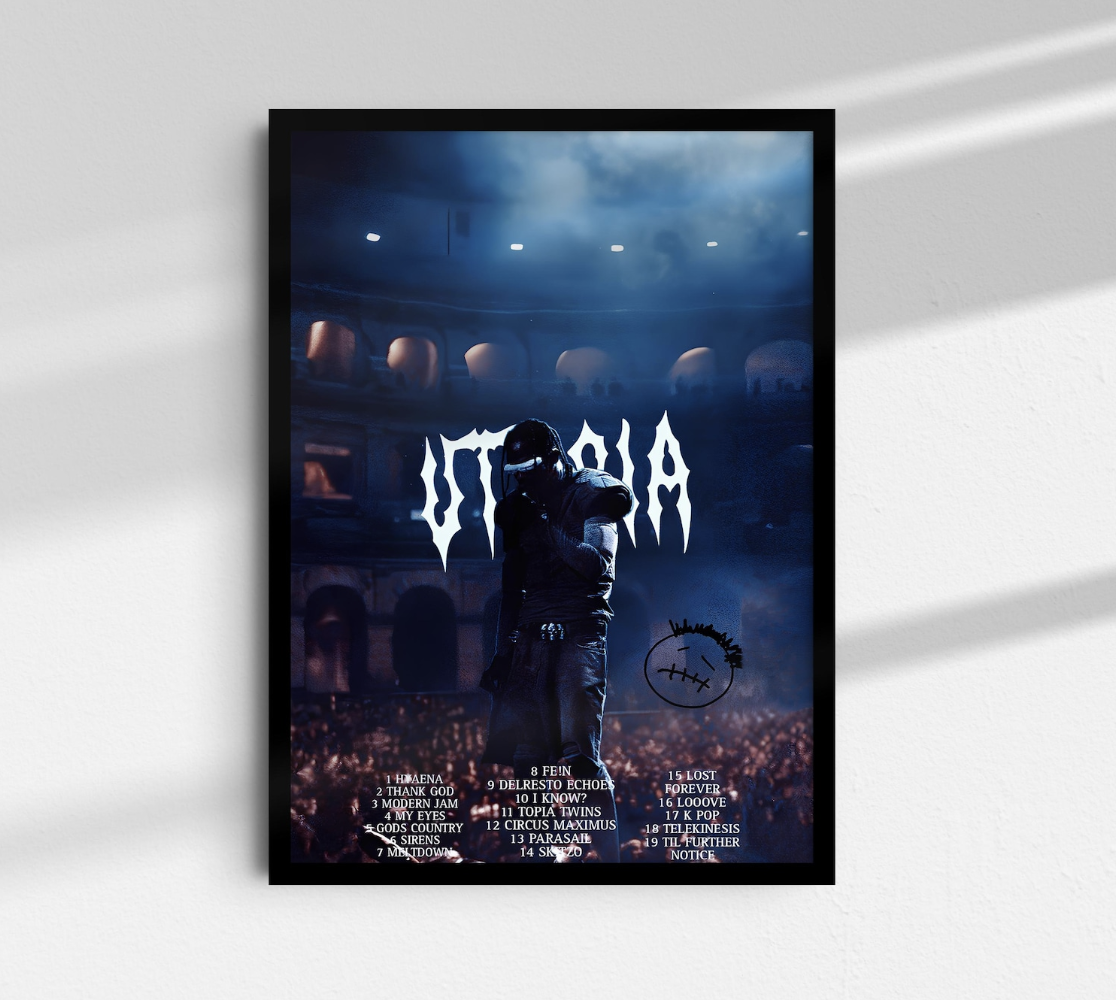 UTOPIA
1 HYAENA
2 THANK GOD
3 MODERN JAM
4 MY EYES
5 GODS COUNTRY
6 SIRENS
7 MELTDOWN
8 FE!N
9 DELRESTO ECHOES
10 I KNOW?
11 TOPIA TWINS
12 CIRCUS MAXIMUS
13 PARASAIL
14 SKITZO
15 LOST
FOREVER
16 LOOOVE
17 K POP
18 TELEKINESIS
19 TIL FURTHER
NOTICE